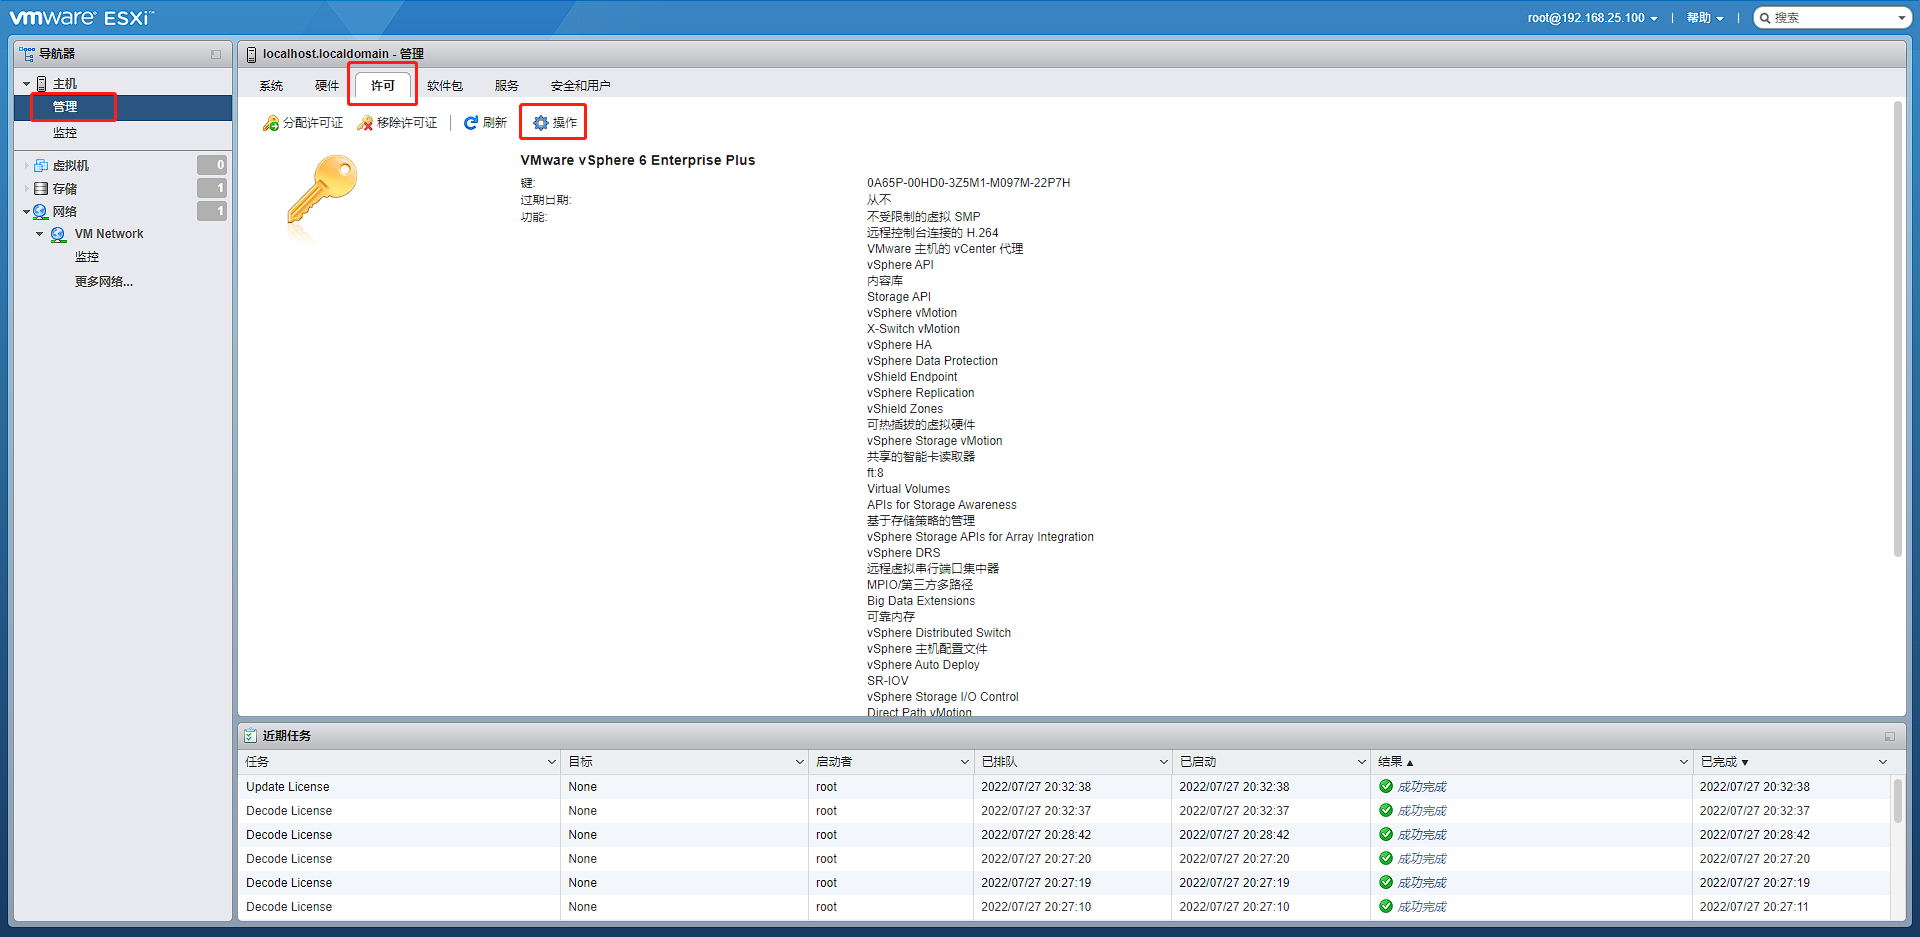 vmware ESXi™
root@192.168.25.100 | 帮助 | 搜索
导航器
主机
管理
监控
虚拟机 0
存储 1
网络 1
VM Network
监控
更多网络...
localhost.localdomain - 管理
系统 硬件 许可 软件包 服务 安全和用户
分配许可证 移除许可证 | 刷新 操作
VMware vSphere 6 Enterprise Plus
键: 0A65P-00HD0-3Z5M1-M097M-22P7H
过期日期: 从不
功能: 不受限制的虚拟 SMP
远程控制台连接的 H.264
VMware 主机的 vCenter 代理
vSphere API
内容库
Storage API
vSphere vMotion
X-Switch vMotion
vSphere HA
vSphere Data Protection
vShield Endpoint
vSphere Replication
vShield Zones
可热插拔的虚拟硬件
vSphere Storage vMotion
共享的智能卡读取器
ft:8
Virtual Volumes
APIs for Storage Awareness
基于存储策略的管理
vSphere Storage APIs for Array Integration
vSphere DRS
远程虚拟串行端口集中器
MPIO/第三方多路径
Big Data Extensions
可靠内存
vSphere Distributed Switch
vSphere 主机配置文件
vSphere Auto Deploy
SR-IOV
vSphere Storage I/O Control
Direct Path vMotion
近期任务
任务 目标 启动者 已排队 已启动 结果▲ 已完成▼
Update License None root 2022/07/27 20:32:38 2022/07/27 20:32:38 成功完成 2022/07/27 20:32:38
Decode License None root 2022/07/27 20:32:37 2022/07/27 20:32:37 成功完成 2022/07/27 20:32:37
Decode License None root 2022/07/27 20:28:42 2022/07/27 20:28:42 成功完成 2022/07/27 20:28:42
Decode License None root 2022/07/27 20:27:20 2022/07/27 20:27:20 成功完成 2022/07/27 20:27:20
Decode License None root 2022/07/27 20:27:19 2022/07/27 20:27:19 成功完成 2022/07/27 20:27:19
Decode License None root 2022/07/27 20:27:10 2022/07/27 20:27:10 成功完成 2022/07/27 20:27:11